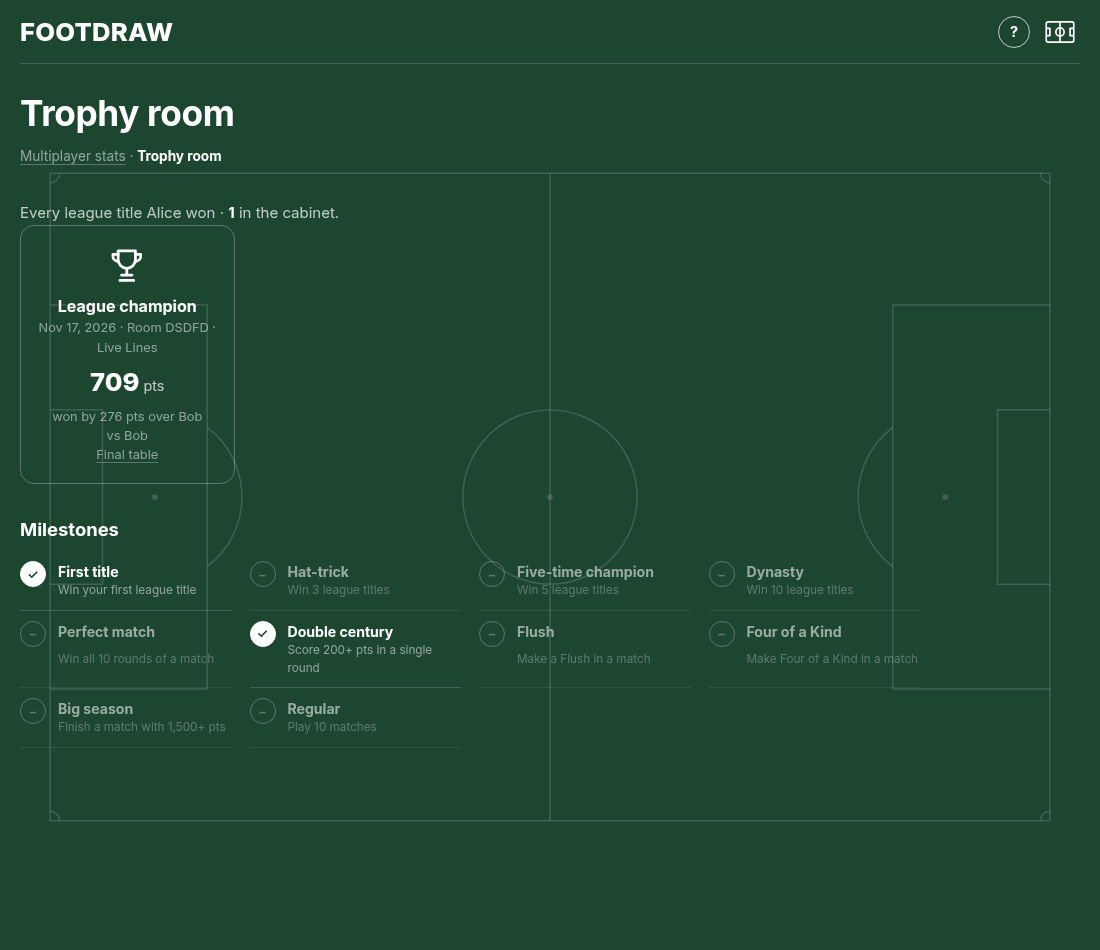 FOOTDRAW
?
Trophy room
Multiplayer stats · Trophy room
Every league title Alice won · 1 in the cabinet.
League champion
Nov 17, 2026 · Room DSDFD ·
Live Lines
709 pts
won by 276 pts over Bob
vs Bob
Final table
Milestones
First title
Win your first league title
– Hat-trick
Win 3 league titles
– Five-time champion
Win 5 league titles
– Dynasty
Win 10 league titles
– Perfect match
Win all 10 rounds of a match
Double century
Score 200+ pts in a single
round
– Flush
Make a Flush in a match
– Four of a Kind
Make Four of a Kind in a match
– Big season
Finish a match with 1,500+ pts
– Regular
Play 10 matches